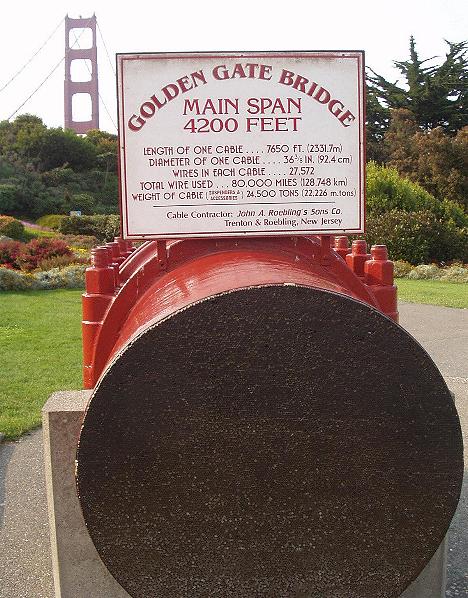 GOLDEN GATE BRIDGE
MAIN SPAN
4200 FEET
LENGTH OF ONE CABLE .... 7650 FT. (2331.7m)
DIAMETER OF ONE CABLE .... 36 3/8 IN. (92.4 cm)
WIRES IN EACH CABLE .... 27,572
TOTAL WIRE USED ... 80,000 MILES (128,748 km)
WEIGHT OF CABLE (SUSPENDERS & ACCESSORIES) 24,500 TONS (22,226 m.tons)
Cable Contractor: John A. Roebling's Sons Co.
Trenton & Roebling, New Jersey